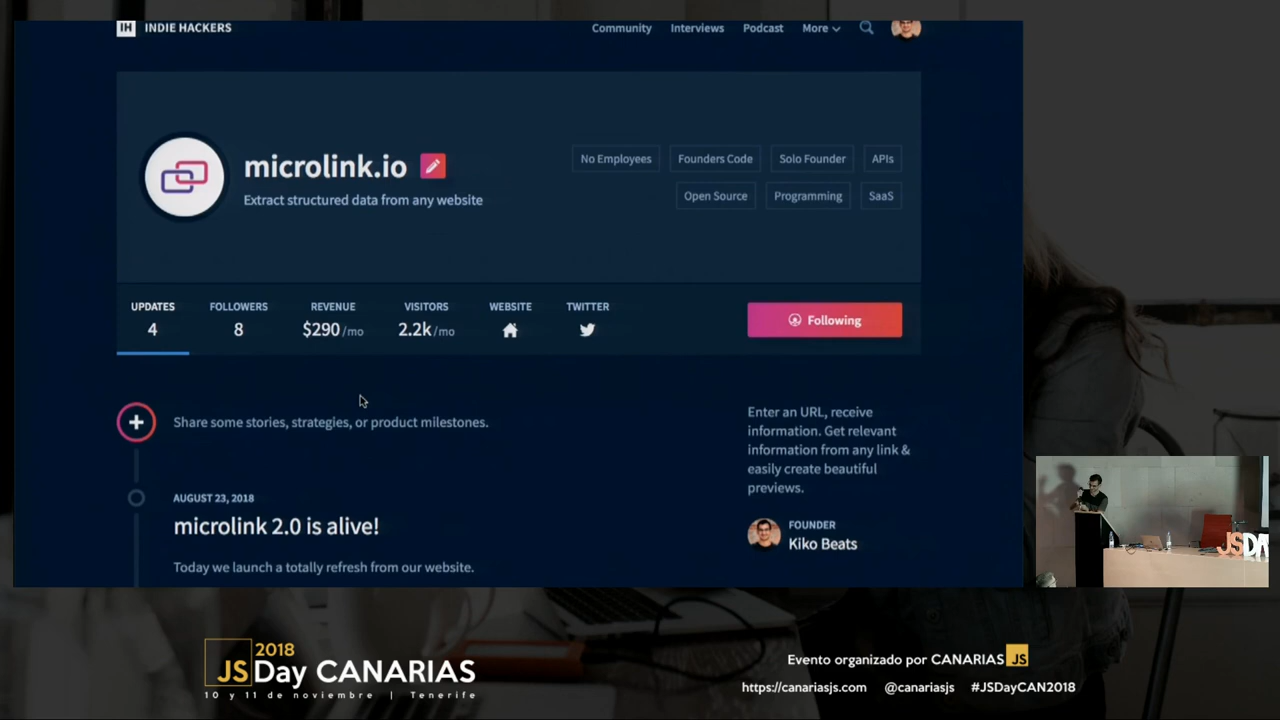 IH INDIE HACKERS
Community Interviews Podcast More
microlink.io
Extract structured data from any website
No Employees Founders Code Solo Founder APIs
Open Source Programming SaaS
UPDATES FOLLOWERS REVENUE VISITORS WEBSITE TWITTER
4 8 $290 /mo 2.2k /mo
Following
Share some stories, strategies, or product milestones.
AUGUST 23, 2018
microlink 2.0 is alive!
Today we launch a totally refresh from our website.
Enter an URL, receive
information. Get relevant
information from any link &
easily create beautiful
previews.
FOUNDER
Kiko Beats
JSDA
2018
JSDay CANARIAS
10 y 11 de noviembre | Tenerife
Evento organizado por CANARIAS JS
https://canariasjs.com @canariasjs #JSDayCAN2018